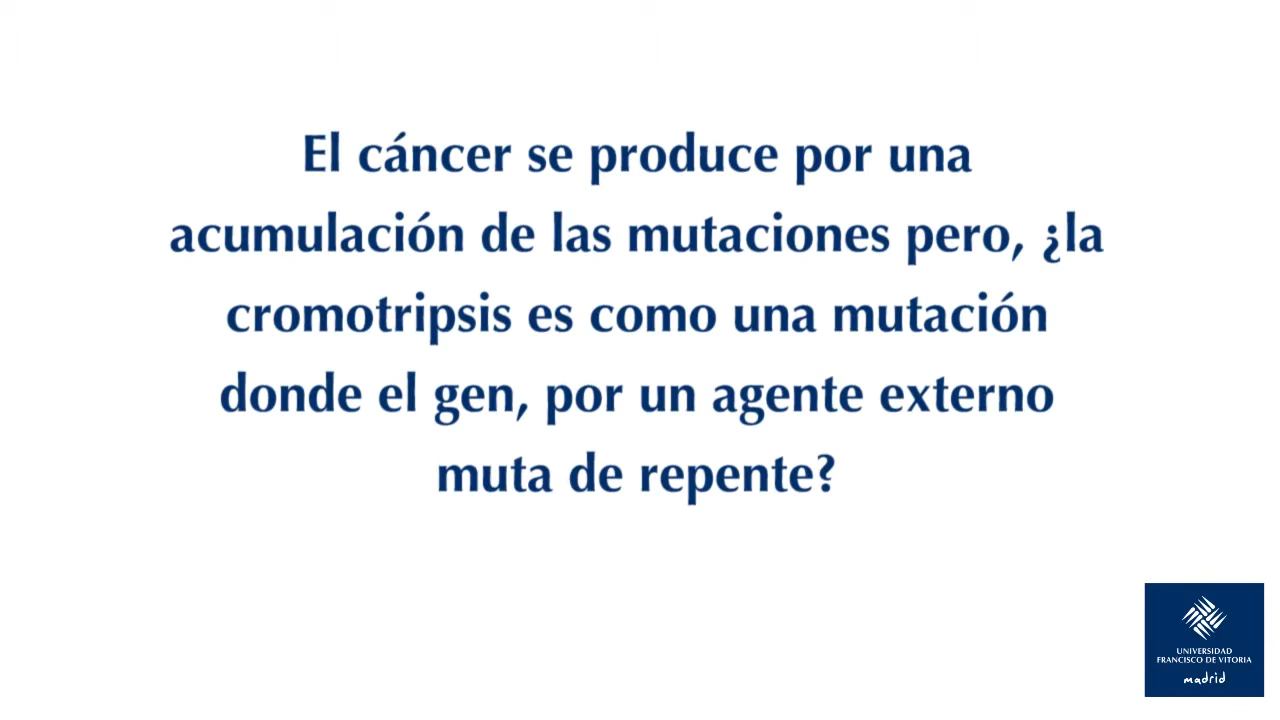 El cáncer se produce por una
acumulación de las mutaciones pero, ¿la
cromotripsis es como una mutación
donde el gen, por un agente externo
muta de repente?
UNIVERSIDAD
FRANCISCO DE VITORIA
madrid